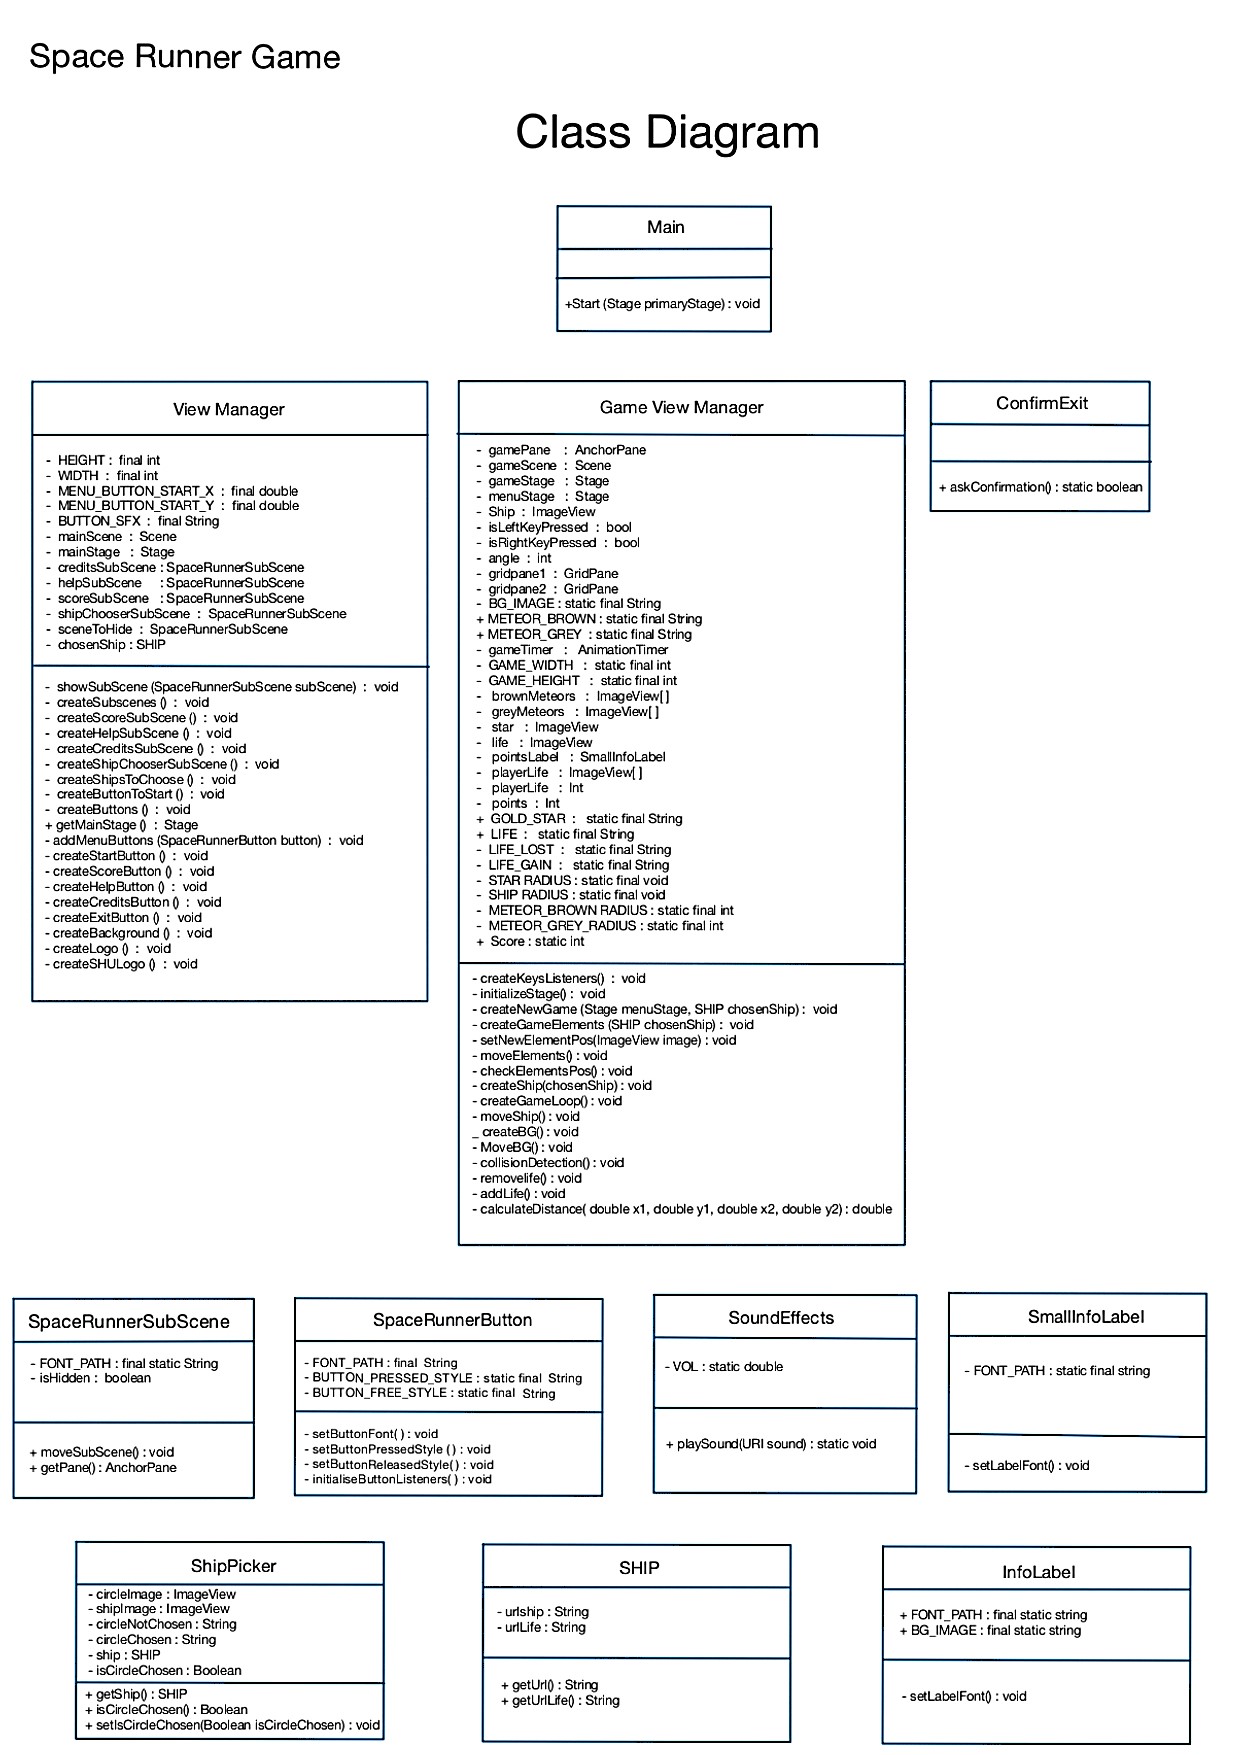 Space Runner Game
Class Diagram
Main
+Start (Stage primaryStage) : void
View Manager
- HEIGHT : final int
- WIDTH : final int
- MENU_BUTTON_START_X : final double
- MENU_BUTTON_START_Y : final double
- BUTTON_SFX : final String
- mainScene : Scene
- mainStage : Stage
- creditsSubScene : SpaceRunnerSubScene
- helpSubScene : SpaceRunnerSubScene
- scoreSubScene : SpaceRunnerSubScene
- shipChooserSubScene : SpaceRunnerSubScene
- sceneToHide : SpaceRunnerSubScene
- chosenShip : SHIP
- showSubScene (SpaceRunnerSubScene subScene) : void
- createSubscenes () : void
- createScoreSubScene () : void
- createHelpSubScene () : void
- createCreditsSubScene () : void
- createShipChooserSubScene () : void
- createShipsToChoose () : void
- createButtonToStart () : void
- createButtons () : void
+ getMainStage () : Stage
- addMenuButtons (SpaceRunnerButton button) : void
- createStartButton () : void
- createScoreButton () : void
- createHelpButton () : void
- createCreditsButton () : void
- createExitButton () : void
- createBackground () : void
- createLogo () : void
- createSHULogo () : void
Game View Manager
- gamePane : AnchorPane
- gameScene : Scene
- gameStage : Stage
- menuStage : Stage
- Ship : ImageView
- isLeftKeyPressed : bool
- isRightKeyPressed : bool
- angle : int
- gridpane1 : GridPane
- gridpane2 : GridPane
- BG_IMAGE : static final String
+ METEOR_BROWN : static final String
+ METEOR_GREY : static final String
- gameTimer : AnimationTimer
- GAME_WIDTH : static final int
- GAME_HEIGHT : static final int
- brownMeteors : ImageView[ ]
- greyMeteors : ImageView[ ]
- star : ImageView
- life : ImageView
- pointsLabel : SmallInfoLabel
- playerLife : ImageView[ ]
- playerLife : Int
- points : Int
+ GOLD_STAR : static final String
+ LIFE : static final String
- LIFE_LOST : static final String
- LIFE_GAIN : static final String
- STAR RADIUS : static final void
- SHIP RADIUS : static final void
- METEOR_BROWN RADIUS : static final int
- METEOR_GREY_RADIUS : static final int
+ Score : static int
- createKeysListeners() : void
- initializeStage() : void
- createNewGame (Stage menuStage, SHIP chosenShip) : void
- createGameElements (SHIP chosenShip) : void
- setNewElementPos(ImageView image) : void
- moveElements() : void
- checkElementsPos() : void
- createShip(chosenShip) : void
- createGameLoop() : void
- moveShip() : void
_ createBG() : void
- MoveBG() : void
- collisionDetection() : void
- removelife() : void
- addLife() : void
- calculateDistance( double x1, double y1, double x2, double y2) : double
ConfirmExit
+ askConfirmation() : static boolean
SpaceRunnerSubScene
- FONT_PATH : final static String
- isHidden : boolean
+ moveSubScene() : void
+ getPane() : AnchorPane
SpaceRunnerButton
- FONT_PATH : final String
- BUTTON_PRESSED_STYLE : static final String
- BUTTON_FREE_STYLE : static final String
- setButtonFont( ) : void
- setButtonPressedStyle ( ) : void
- setButtonReleasedStyle( ) : void
- initialiseButtonListeners( ) : void
SoundEffects
- VOL : static double
+ playSound(URI sound) : static void
SmallInfoLabel
- FONT_PATH : static final string
- setLabelFont() : void
ShipPicker
- circleImage : ImageView
- shipImage : ImageView
- circleNotChosen : String
- circleChosen : String
- ship : SHIP
- isCircleChosen : Boolean
+ getShip() : SHIP
+ isCircleChosen() : Boolean
+ setIsCircleChosen(Boolean isCircleChosen) : void
SHIP
- urlship : String
- urlLife : String
+ getUrl() : String
+ getUrlLife() : String
InfoLabel
+ FONT_PATH : final static string
+ BG_IMAGE : final static string
- setLabelFont() : void